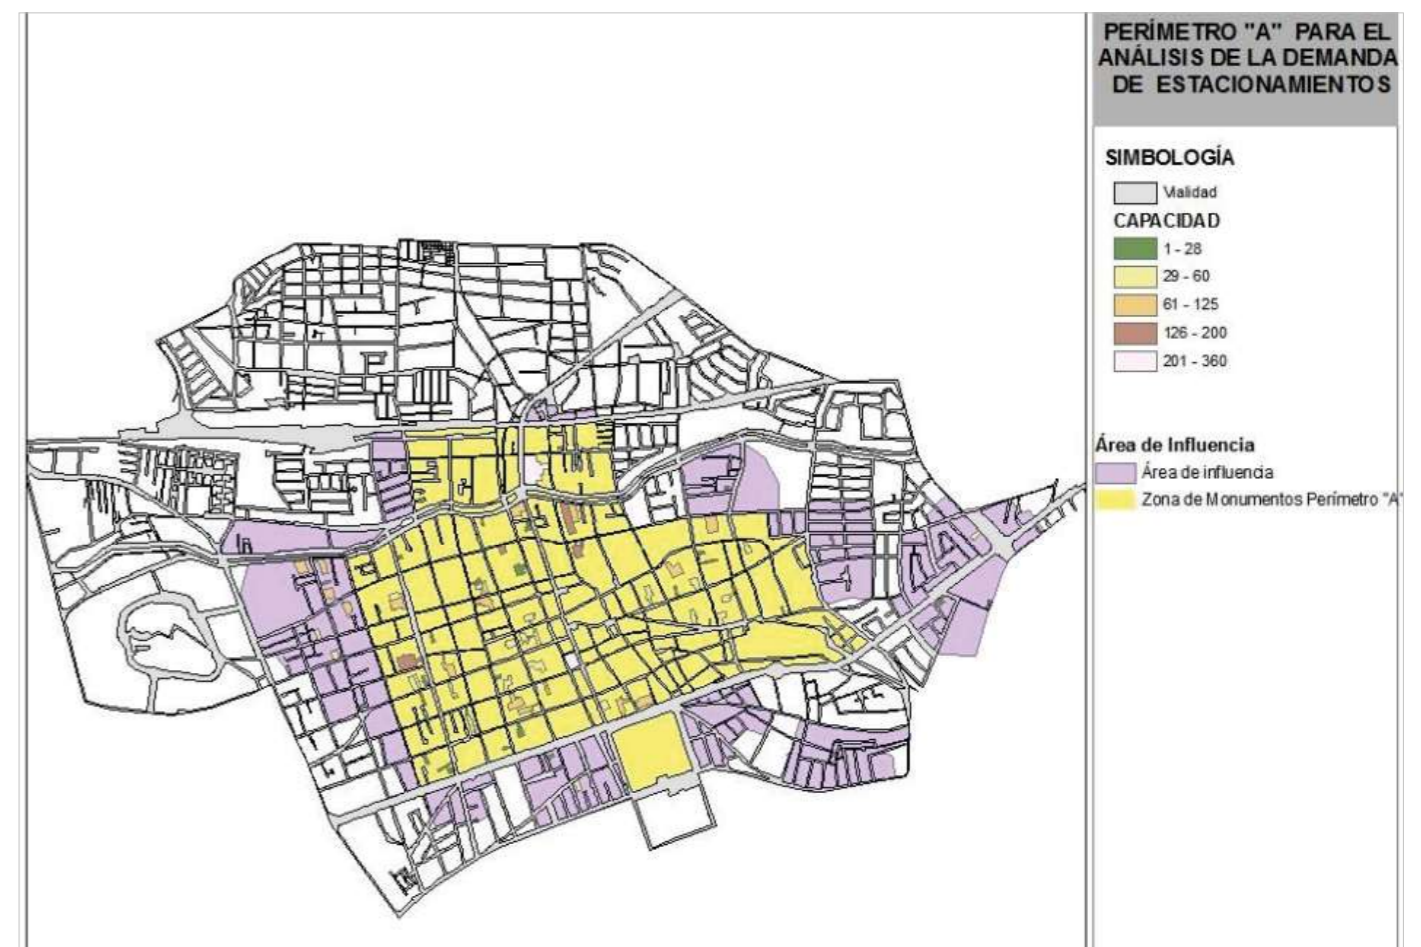 PERÍMETRO "A" PARA EL
ANÁLISIS DE LA DEMANDA
DE ESTACIONAMIENTOS
SIMBOLOGÍA
Vialidad
CAPACIDAD
1 - 28
29 - 60
61 - 125
126 - 200
201 - 360
Área de Influencia
Área de influencia
Zona de Monumentos Perímetro "A"